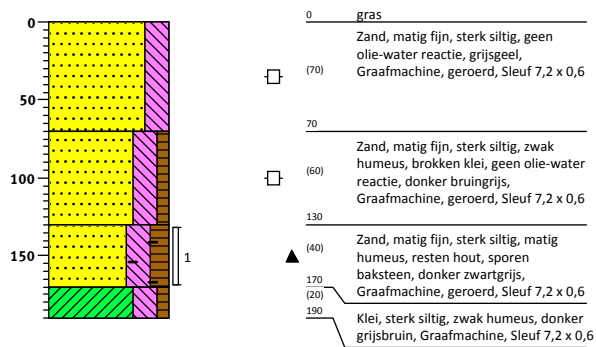 0
50
100
150
1
0 gras
Zand, matig fijn, sterk siltig, geen
olie-water reactie, grijsgeel,
(70) Graafmachine, geroerd, Sleuf 7,2 x 0,6
70
Zand, matig fijn, sterk siltig, zwak
humeus, brokken klei, geen olie-water
(60) reactie, donker bruingrijs,
Graafmachine, geroerd, Sleuf 7,2 x 0,6
130
Zand, matig fijn, sterk siltig, matig
(40) humeus, resten hout, sporen
baksteen, donker zwartgrijs,
170
Graafmachine, geroerd, Sleuf 7,2 x 0,6
(20)
190
Klei, sterk siltig, zwak humeus, donker
grijsbruin, Graafmachine, Sleuf 7,2 x 0,6